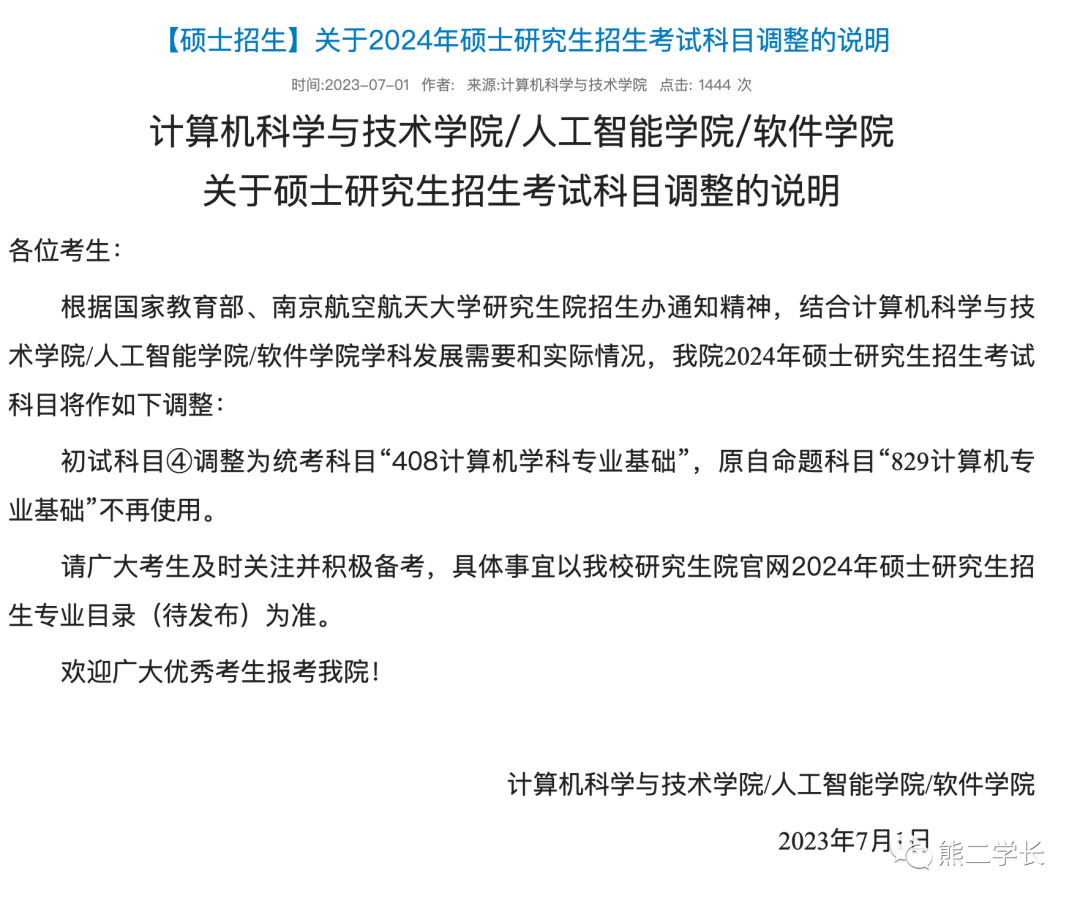 【硕士招生】关于2024年硕士研究生招生考试科目调整的说明
时间:2023-07-01 作者: 来源:计算机科学与技术学院 点击: 1444 次
计算机科学与技术学院/人工智能学院/软件学院
关于硕士研究生招生考试科目调整的说明
各位考生：
根据国家教育部、南京航空航天大学研究生院招生办通知精神，结合计算机科学与技
术学院/人工智能学院/软件学院学科发展需要和实际情况，我院2024年硕士研究生招生考试
科目将作如下调整：
初试科目④调整为统考科目“408计算机学科专业基础”，原自命题科目“829计算机专
业基础”不再使用。
请广大考生及时关注并积极备考，具体事宜以我校研究生院官网2024年硕士研究生招
生专业目录（待发布）为准。
欢迎广大优秀考生报考我院！
计算机科学与技术学院/人工智能学院/软件学院
2023年7月1日
熊二学长